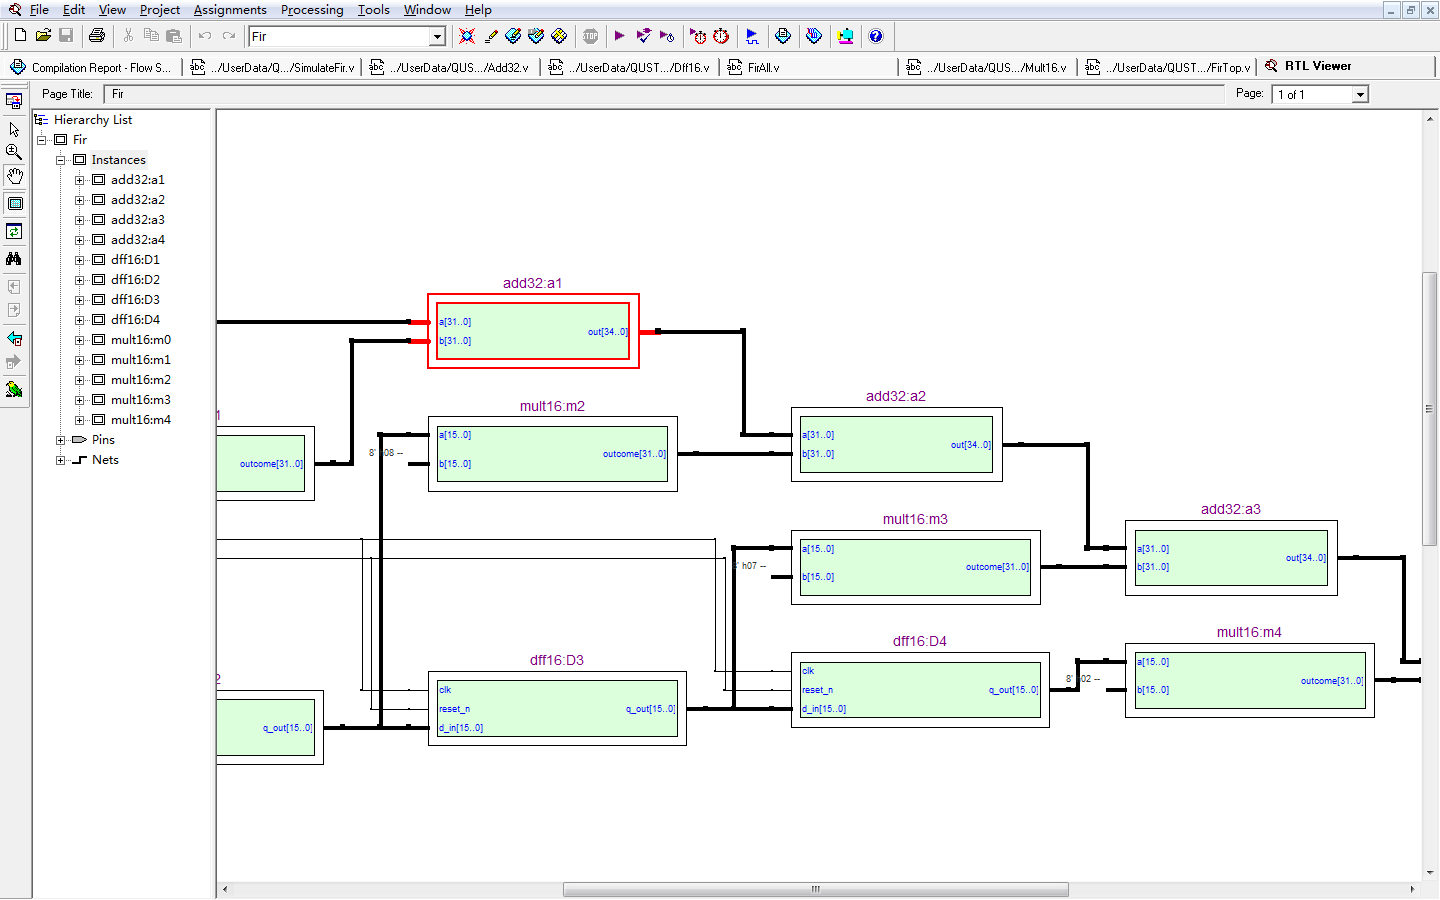 File Edit View Project Assignments Processing Tools Window Help
Fir
STOP
Compilation Report - Flow S...
abc ../UserData/Q.../SimulateFir.v
abc ../UserData/QUS.../Add32.v
abc ../UserData/QUST.../Dff16.v
abc FirAll.v
abc ../UserData/QUS.../Mult16.v
abc ../UserData/QUST.../FirTop.v
RTL Viewer
Page Title: Fir
Page: 1 of 1
Hierarchy List
Fir
Instances
add32:a1
add32:a2
add32:a3
add32:a4
dff16:D1
dff16:D2
dff16:D3
dff16:D4
mult16:m0
mult16:m1
mult16:m2
mult16:m3
mult16:m4
Pins
Nets
add32:a1
a[31..0]
b[31..0]
out[34..0]
1
outcome[31..0]
mult16:m2
a[15..0]
8' h08 --
b[15..0]
outcome[31..0]
add32:a2
a[31..0]
b[31..0]
out[34..0]
mult16:m3
a[15..0]
8' h07 --
b[15..0]
outcome[31..0]
add32:a3
a[31..0]
b[31..0]
out[34..0]
2
q_out[15..0]
dff16:D3
clk
reset_n
d_in[15..0]
q_out[15..0]
dff16:D4
clk
reset_n
d_in[15..0]
q_out[15..0]
mult16:m4
a[15..0]
8' h02 --
b[15..0]
outcome[31..0]